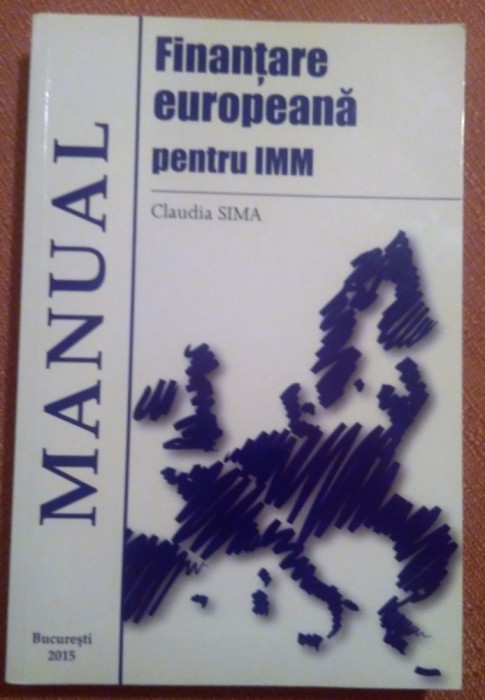 MANUAL
Finanțare
europeană
pentru IMM
Claudia SIMA
București
2015